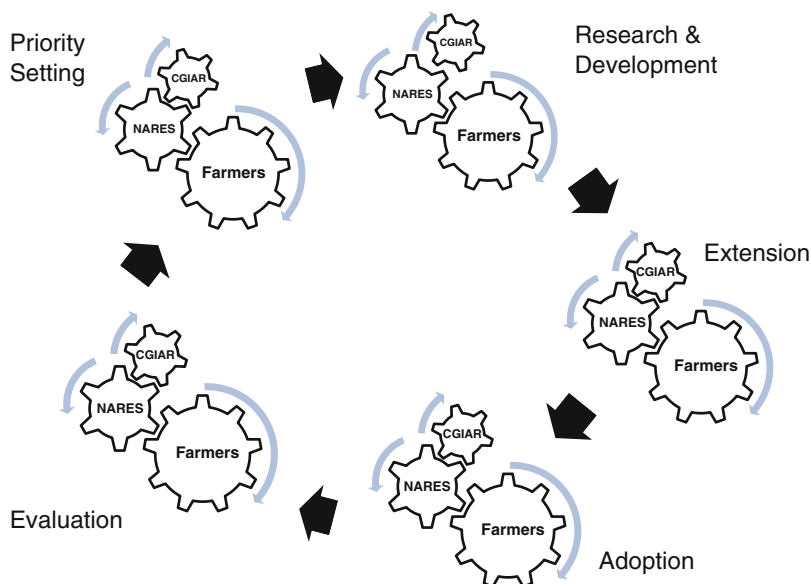 Priority
Setting
CGIAR
NARES
Farmers
Research &
Development
CGIAR
NARES
Farmers
Extension
CGIAR
NARES
Farmers
CGIAR
NARES
Farmers
Adoption
CGIAR
NARES
Farmers
Evaluation